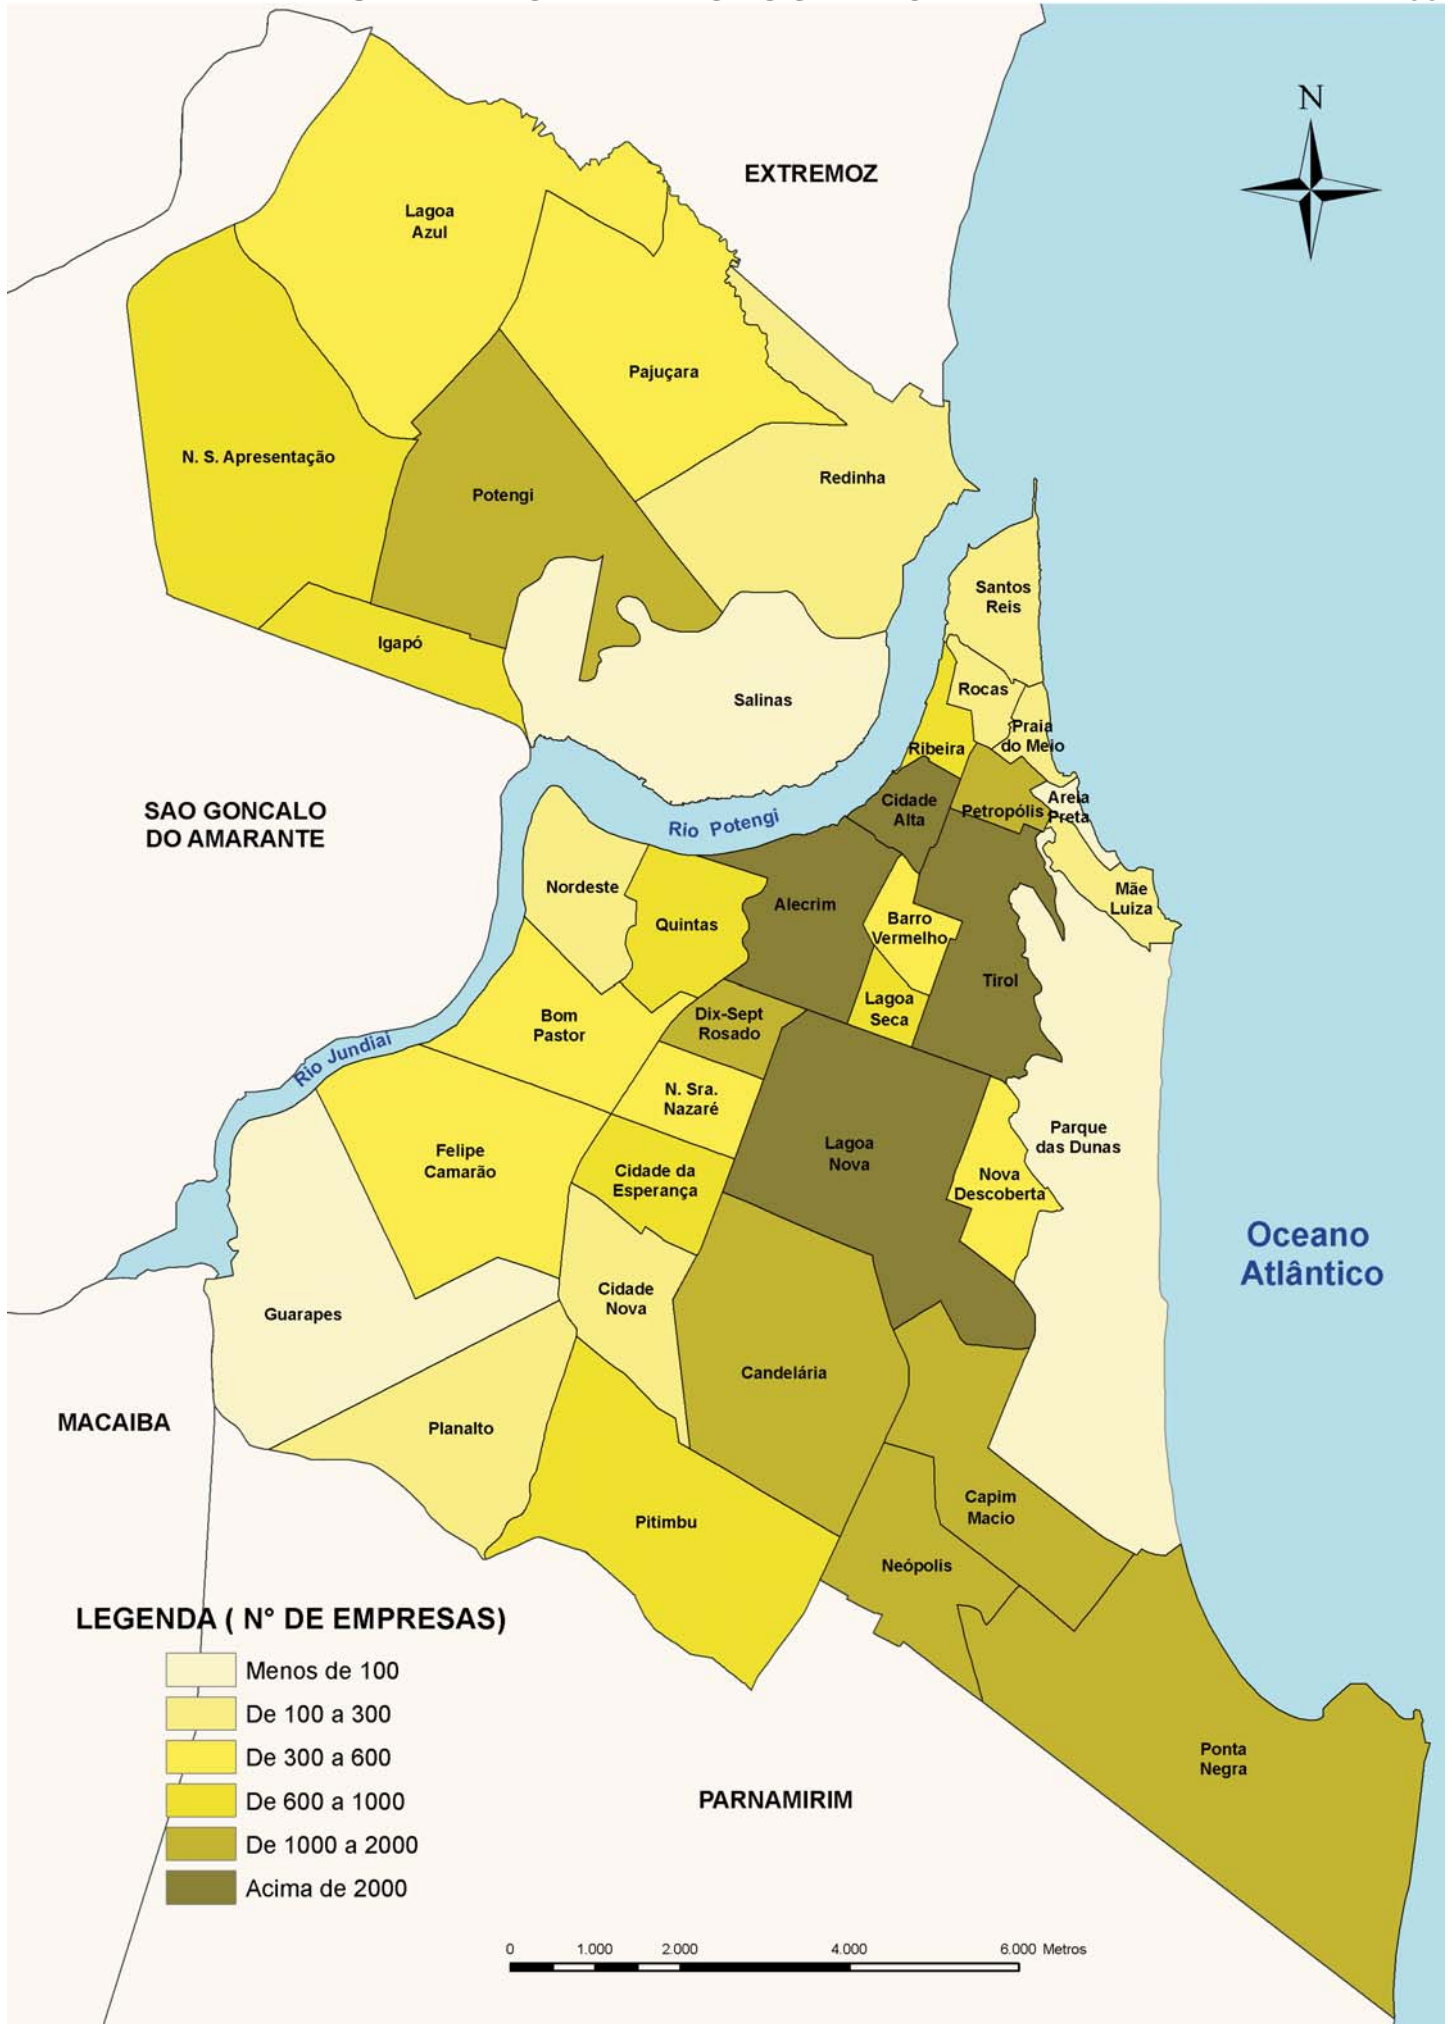 N
EXTREMOZ
Lagoa
Azul
Pajuçara
N. S. Apresentação
Redinha
Potengi
Santos
Reis
Igapó
Rocas
Salinas
Praia
do Meio
Ribeira
Cidade
Alta
Petropólis
Areia
Preta
SAO GONCALO
DO AMARANTE
Rio Potengi
Nordeste
Mãe
Luiza
Alecrim
Quintas
Barro
Vermelho
Tirol
Lagoa
Seca
Bom
Pastor
Dix-Sept
Rosado
Rio Jundiai
N. Sra.
Nazaré
Parque
das Dunas
Lagoa
Nova
Felipe
Camarão
Cidade da
Esperança
Nova
Descoberta
Oceano
Atlântico
Cidade
Nova
Guarapes
Candelária
MACAIBA
Planalto
Capim
Macio
Pitimbu
Neópolis
LEGENDA ( N° DE EMPRESAS)
Menos de 100
De 100 a 300
De 300 a 600
De 600 a 1000
De 1000 a 2000
Acima de 2000
Ponta
Negra
PARNAMIRIM
0 1.000 2.000 4.000 6.000 Metros